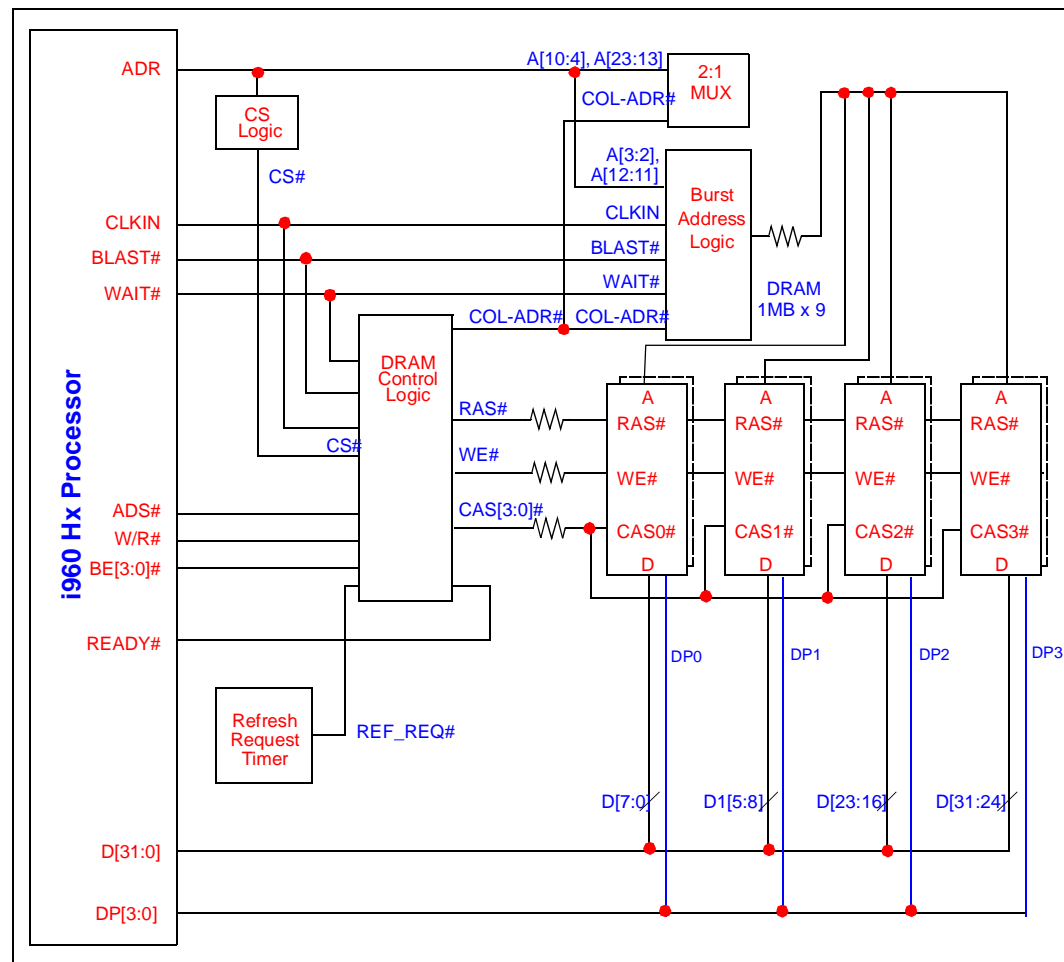 ADR
A[10:4], A[23:13]
2:1
MUX
COL-ADR#
CS
Logic
CS#
A[3:2],
A[12:11]
Burst
Address
Logic
CLKIN
CLKIN
BLAST#
BLAST#
WAIT#
WAIT#
DRAM
1MB x 9
COL-ADR#
COL-ADR#
DRAM
Control
Logic
i960 Hx Processor
CS#
RAS#
WE#
CAS[3:0]#
A
RAS#
WE#
CAS0#
D
A
RAS#
WE#
CAS1#
D
A
RAS#
WE#
CAS2#
D
A
RAS#
WE#
CAS3#
D
ADS#
W/R#
BE[3:0]#
READY#
DP0
DP1
DP2
DP3
Refresh
Request
Timer
REF_REQ#
D[7:0]
D1[5:8]
D[23:16]
D[31:24]
D[31:0]
DP[3:0]